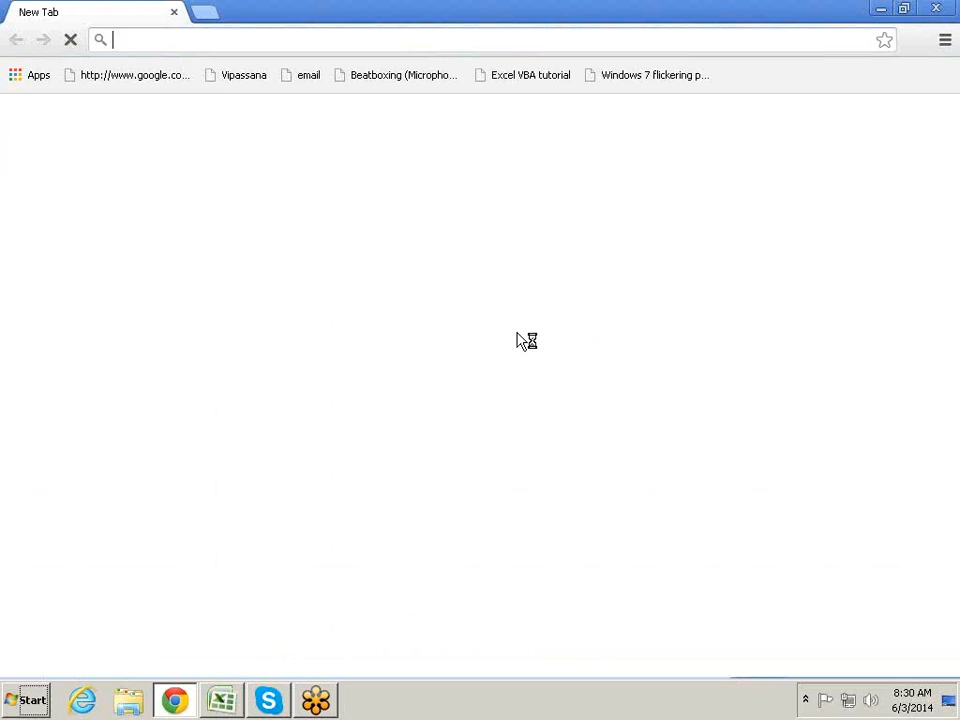 New Tab
Apps http://www.google.co... Vipassana email Beatboxing (Micropho... Excel VBA tutorial Windows 7 flickering p...
Start
8:30 AM
6/3/2014